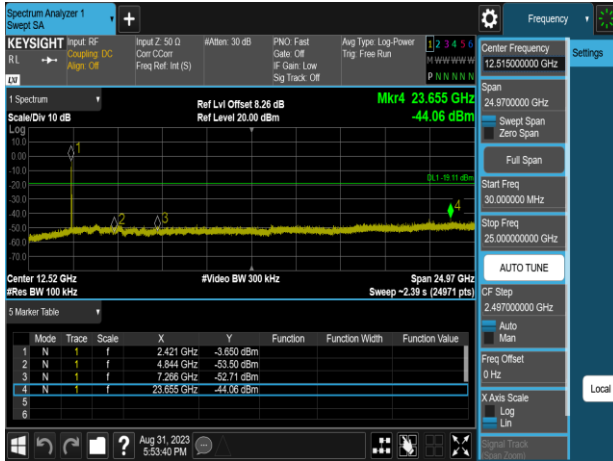 Spectrum Analyzer 1
Swept SA
+
Frequency
KEYSIGHT
RL
LXI
Input: RF
Coupling: DC
Align: Off
Input Z: 50 Ω
Corr CCorr
Freq Ref: Int (S)
#Atten: 30 dB
PNO: Fast
Gate: Off
IF Gain: Low
Sig Track: Off
Avg Type: Log-Power
Trig: Free Run
1 2 3 4 5 6
M W W W W W
P N N N N N
1 Spectrum
Scale/Div 10 dB
Log
Ref Lvl Offset 8.26 dB
Ref Level 20.00 dBm
Mkr4 23.655 GHz
-44.06 dBm
10.0
0.00
-10.0
-20.0
-30.0
-40.0
-50.0
-60.0
-70.0
1
2
3
4
DL1 -19.11 dBm
Center 12.52 GHz
#Video BW 300 kHz
Span 24.97 GHz
#Res BW 100 kHz
Sweep ~2.39 s (24971 pts)
5 Marker Table
Mode Trace Scale X Y Function Function Width Function Value
1 N 1 f 2.421 GHz -3.650 dBm
2 N 1 f 4.844 GHz -53.50 dBm
3 N 1 f 7.266 GHz -52.71 dBm
4 N 1 f 23.655 GHz -44.06 dBm
5
6
?
Aug 31, 2023
5:53:40 PM
Center Frequency
12.515000000 GHz
Span
24.9700000 GHz
Swept Span
Zero Span
Full Span
Start Freq
30.000000 MHz
Stop Freq
25.000000000 GHz
AUTO TUNE
CF Step
2.497000000 GHz
Auto
Man
Freq Offset
0 Hz
X Axis Scale
Log
Lin
Signal Track
(Span Zoom)
Settings
Local